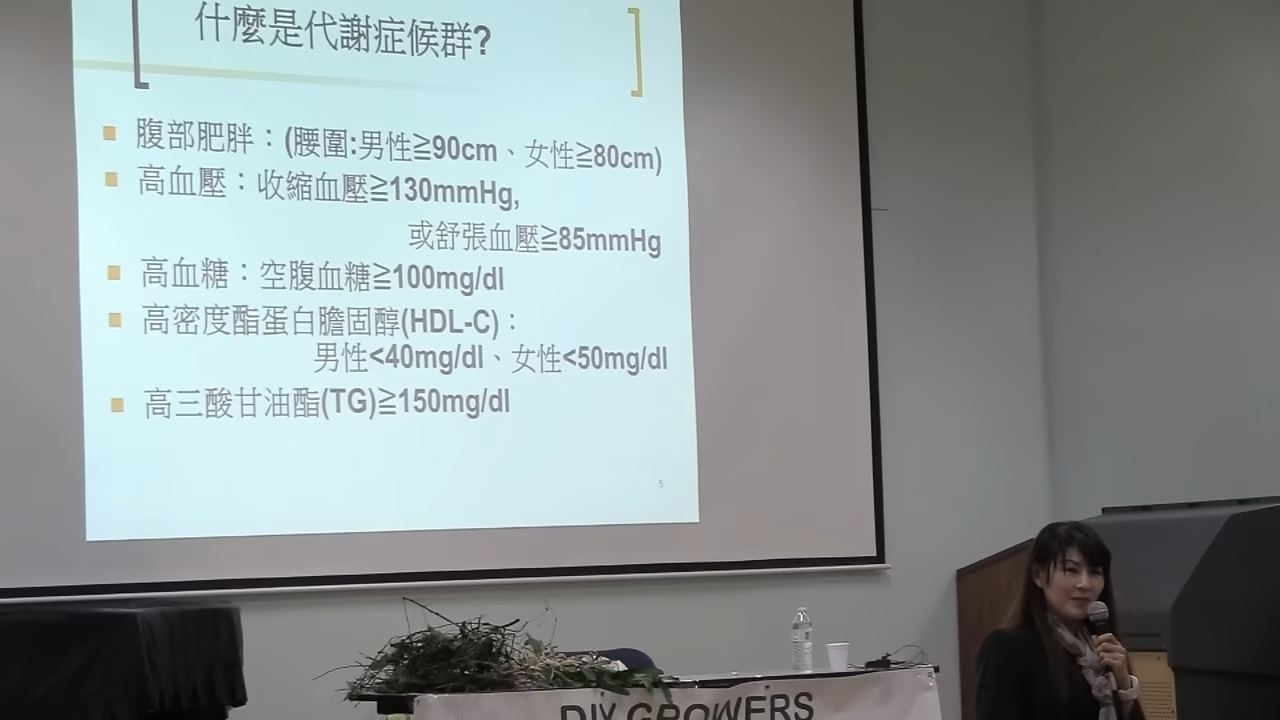 什麼是代謝症候群?
腹部肥胖：(腰圍:男性≧90cm、女性≧80cm)
高血壓：收縮血壓≧130mmHg,
或舒張血壓≧85mmHg
高血糖：空腹血糖≧100mg/dl
高密度酯蛋白膽固醇(HDL-C)：
男性<40mg/dl、女性<50mg/dl
高三酸甘油酯(TG)≧150mg/dl
5
DIY GROWERS